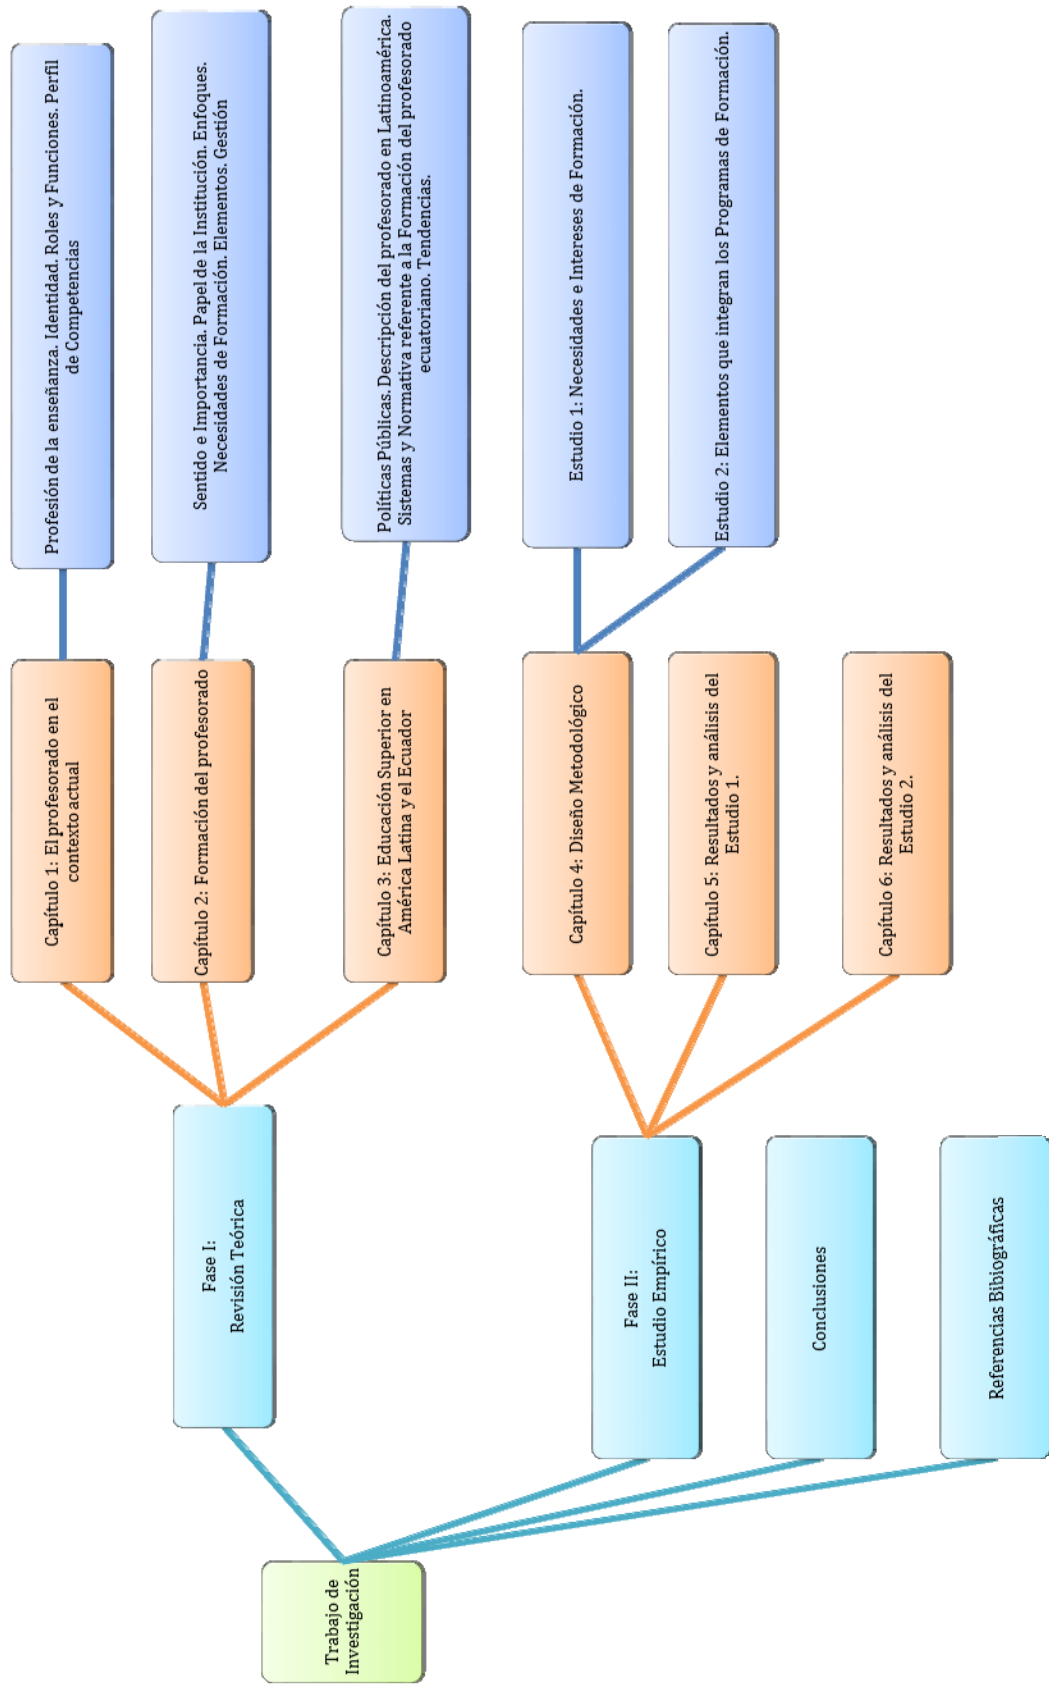 Trabajo de
Investigación
Fase I:
Revisión Teórica
Capítulo 1: El profesorado en el
contexto actual
Profesión de la enseñanza. Identidad. Roles y Funciones. Perfil
de Competencias
Capítulo 2: Formación del profesorado
Sentido e Importancia. Papel de la Institución. Enfoques.
Necesidades de Formación. Elementos. Gestión
Capítulo 3: Educación Superior en
América Latina y el Ecuador
Políticas Públicas. Descripción del profesorado en Latinoamérica.
Sistemas y Normativa referente a la Formación del profesorado
ecuatoriano. Tendencias.
Fase II:
Estudio Empírico
Capítulo 4: Diseño Metodológico
Estudio 1: Necesidades e Intereses de Formación.
Estudio 2: Elementos que integran los Programas de Formación.
Capítulo 5: Resultados y análisis del
Estudio 1.
Capítulo 6: Resultados y análisis del
Estudio 2.
Conclusiones
Referencias Bibiográficas